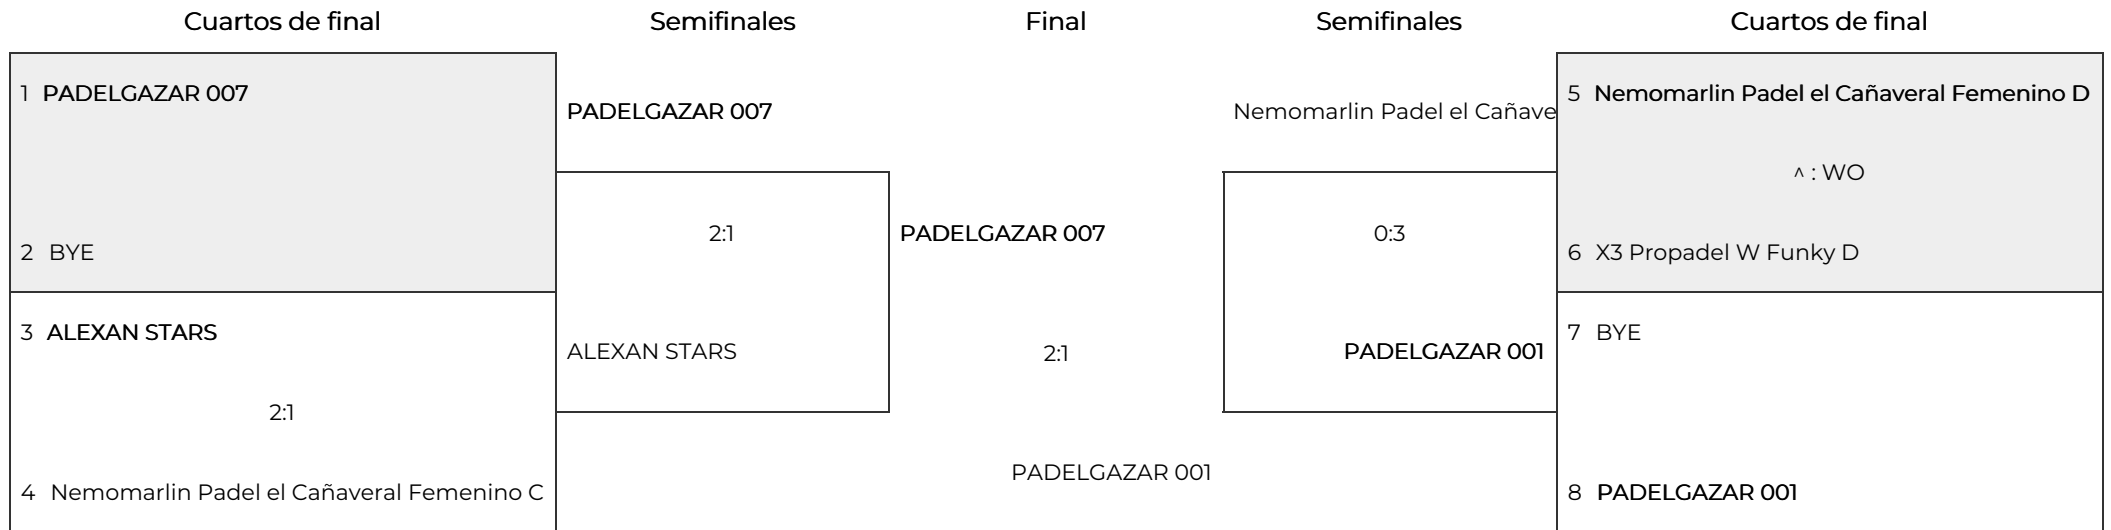 Cuartos de final
Semifinales
Final
Semifinales
Cuartos de final
1 PADELGAZAR 007
2 BYE
3 ALEXAN STARS
2:1
4 Nemomarlin Padel el Cañaveral Femenino C
PADELGAZAR 007
2:1
ALEXAN STARS
PADELGAZAR 007
2:1
PADELGAZAR 001
Nemomarlin Padel el Cañave
0:3
PADELGAZAR 001
5 Nemomarlin Padel el Cañaveral Femenino D
^ : WO
6 X3 Propadel W Funky D
7 BYE
8 PADELGAZAR 001